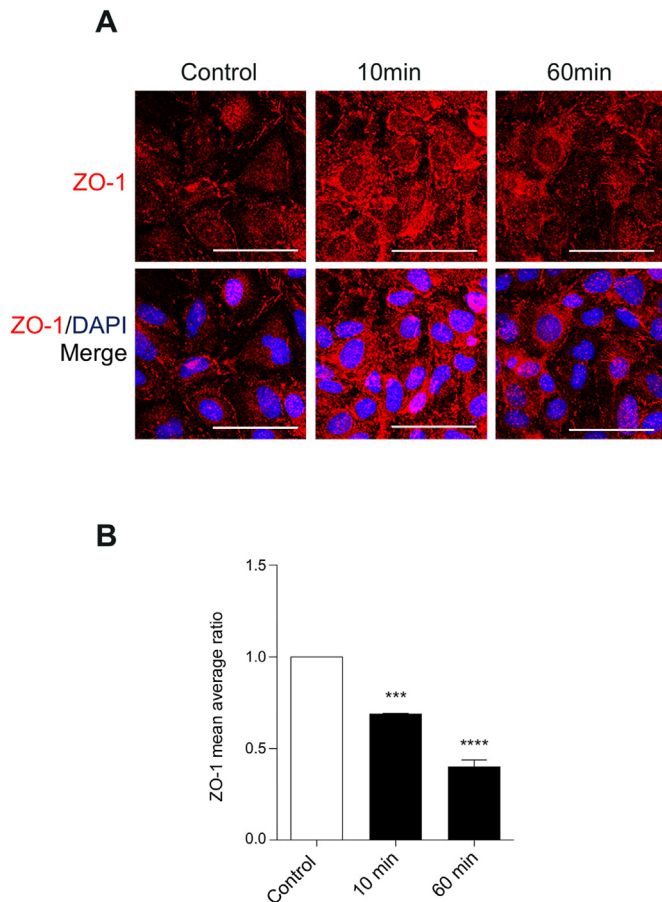 A
Control 10min 60min
ZO-1
ZO-1/DAPI
Merge
B
ZO-1 mean average ratio
1.5
1.0
0.5
0.0
***
****
Control
10 min
60 min